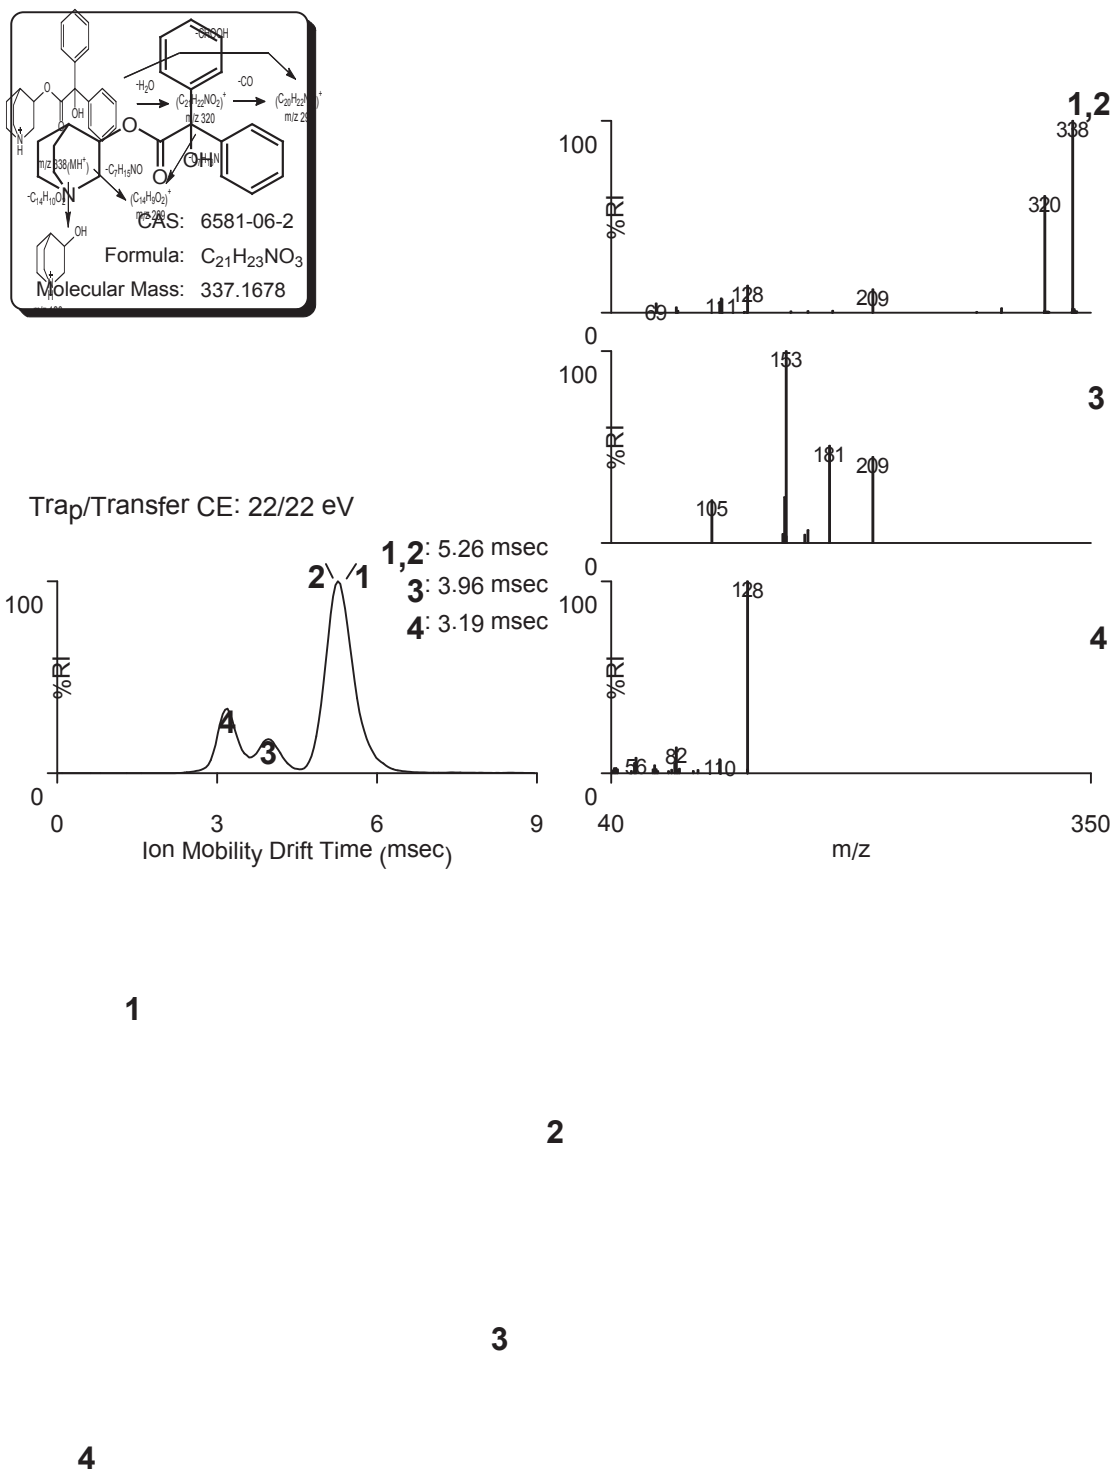 -H₂O
-CO
(C₂₁H₂₂NO₂)⁺
m/z 320
O
OH
O
O
OH
O
N
H
N
m/z 338(MH⁺)
-C₇H₁₅NO
-C₁₄H₁₀O₂
(C₁₄H₉O₂)⁺
m/z 209
OH
N
H
CAS: 6581-06-2
Formula: C₂₁H₂₃NO₃
Molecular Mass: 337.1678
1,2
100
%RI
0
69
111
128
209
320
338
3
100
%RI
0
105
153
181
209
4
100
%RI
0
56
82
110
128
40
350
m/z
Trap/Transfer CE: 22/22 eV
1,2: 5.26 msec
3: 3.96 msec
4: 3.19 msec
2 1
100
%RI
4
3
0
0 3 6 9
Ion Mobility Drift Time (msec)
1
2
3
4